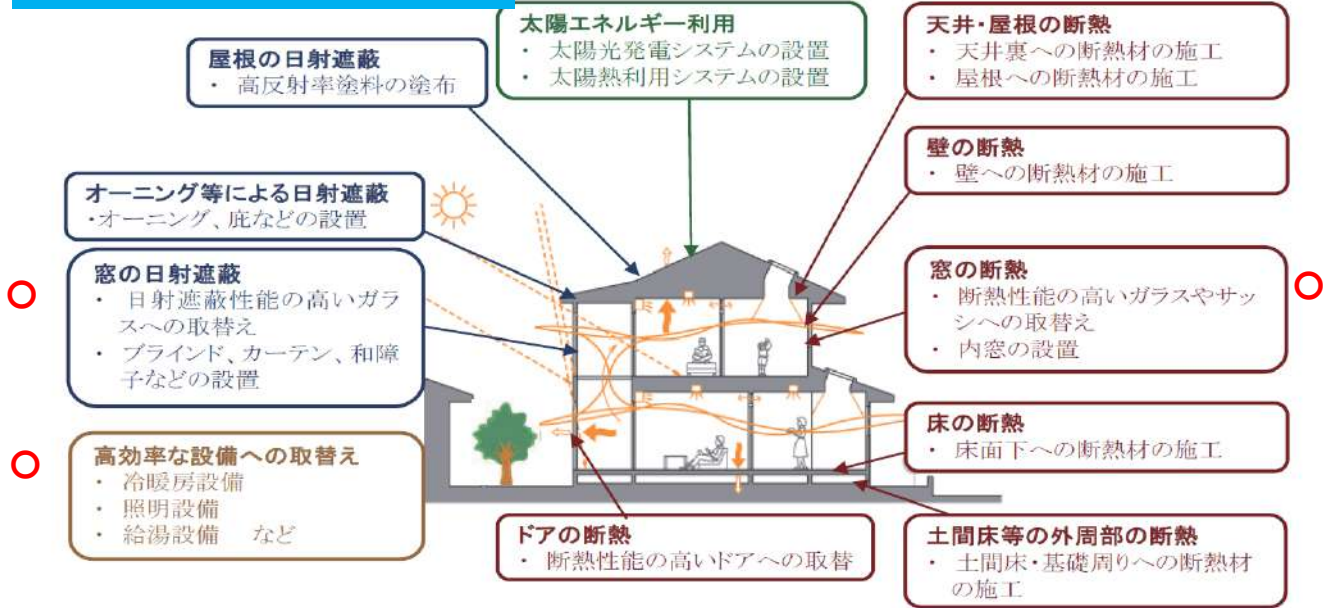 太陽エネルギー利用
・ 太陽光発電システムの設置
・ 太陽熱利用システムの設置
天井・屋根の断熱
・ 天井裏への断熱材の施工
・ 屋根への断熱材の施工
屋根の日射遮蔽
・ 高反射率塗料の塗布
壁の断熱
・ 壁への断熱材の施工
オーニング等による日射遮蔽
・オーニング、庇などの設置
窓の日射遮蔽
・ 日射遮蔽性能の高いガラ
スへの取替え
・ ブラインド、カーテン、和障
子などの設置
窓の断熱
・ 断熱性能の高いガラスやサッ
シへの取替え
・ 内窓の設置
床の断熱
・ 床面下への断熱材の施工
高効率な設備への取替え
・ 冷暖房設備
・ 照明設備
・ 給湯設備 など
ドアの断熱
・ 断熱性能の高いドアへの取替
土間床等の外周部の断熱
・ 土間床・基礎周りへの断熱材
の施工